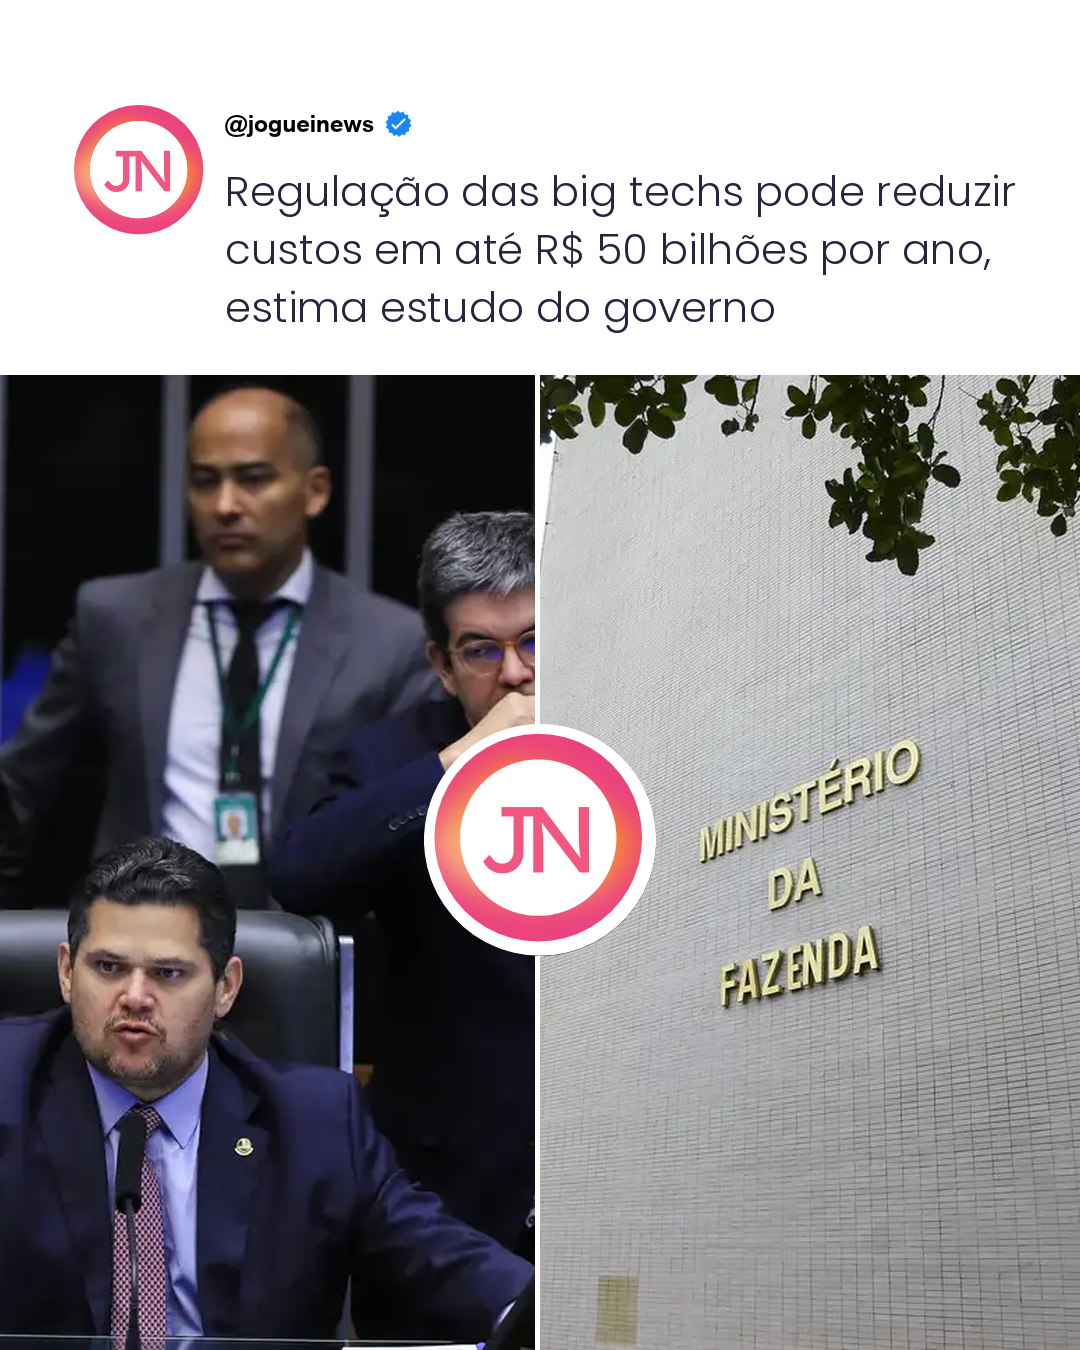 JN
@jogueinews
Regulação das big techs pode reduzir
custos em até R$ 50 bilhões por ano,
estima estudo do governo
JN
MINISTÉRIO
DA
FAZENDA